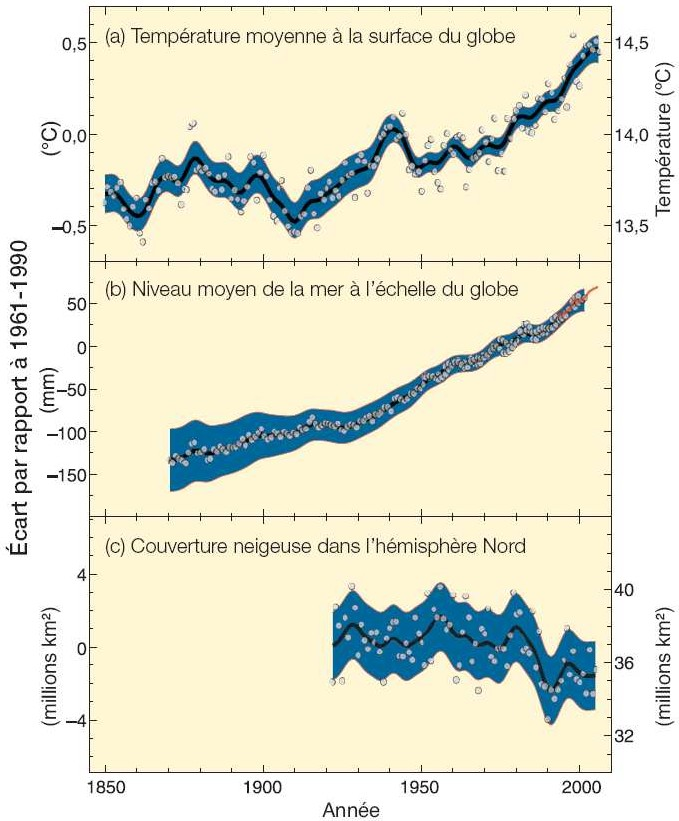 (a) Température moyenne à la surface du globe
0,5
0,0
–0,5
(°C)
14,5
14,0
13,5
Température (°C)
Écart par rapport à 1961-1990
(b) Niveau moyen de la mer à l’échelle du globe
50
0
–50
–100
–150
(mm)
(c) Couverture neigeuse dans l’hémisphère Nord
4
0
–4
(millions km²)
40
36
32
(millions km²)
1850 1900 1950 2000
Année